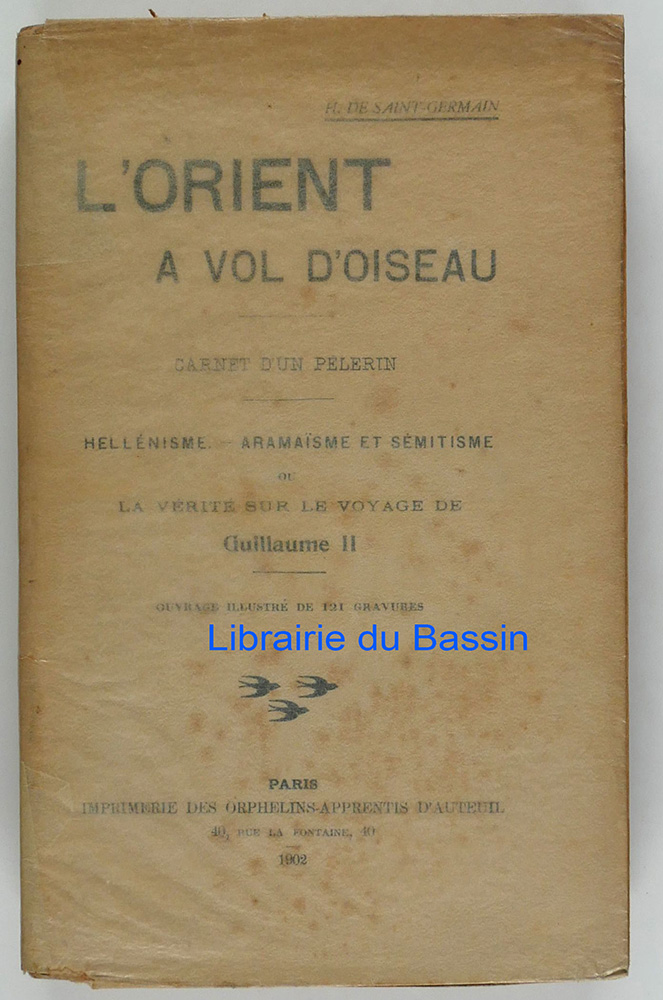 H. DE SAINT-GERMAIN
L'ORIENT
A VOL D'OISEAU
CARNET D'UN PÈLERIN
HELLÉNISME. — ARAMAÏSME ET SÉMITISME
OU
LA VÉRITÉ SUR LE VOYAGE DE
Guillaume II
OUVRAGE ILLUSTRÉ DE 121 GRAVURES
Librairie du Bassin
PARIS
IMPRIMERIE DES ORPHELINS-APPRENTIS D'AUTEUIL
40, RUE LA FONTAINE, 40
1902